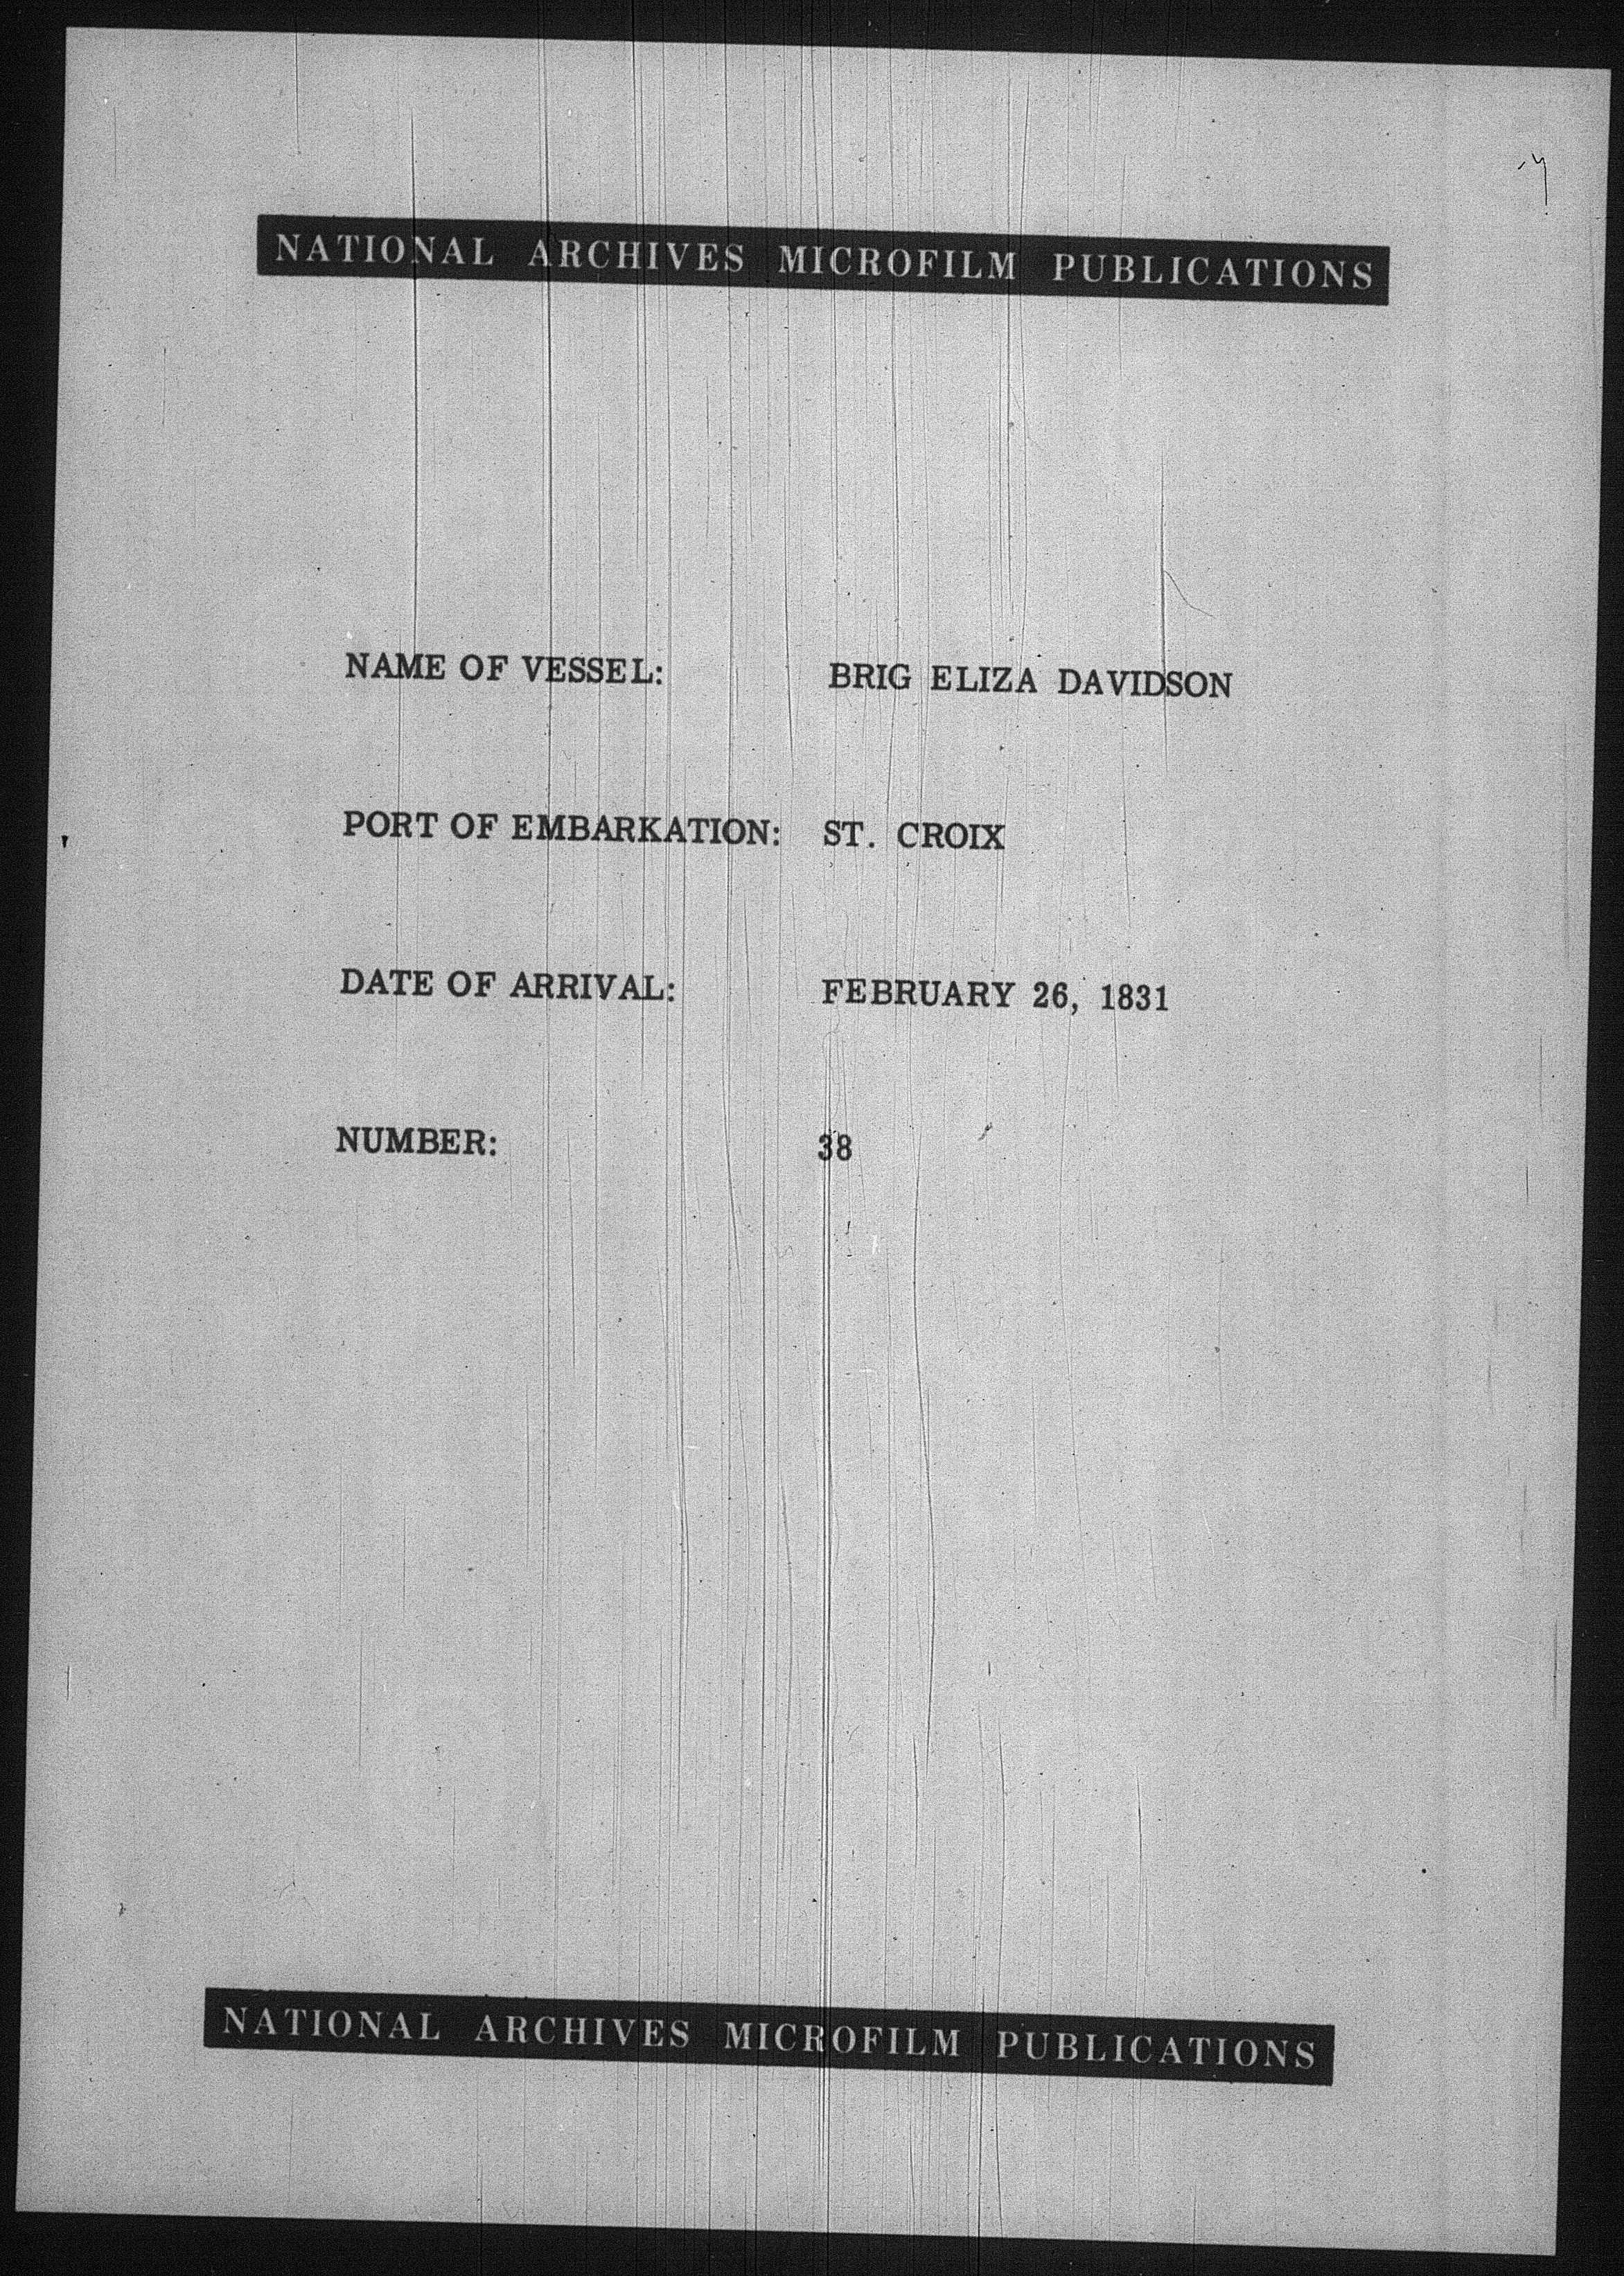 NATIONAL ARCHIVES MICROFILM PUBLICATIONS
NAME OF VESSEL: BRIG ELIZA DAVIDSON
PORT OF EMBARKATION: ST. CROIX
DATE OF ARRIVAL: FEBRUARY 26, 1831
NUMBER: 38
NATIONAL ARCHIVES MICROFILM PUBLICATIONS